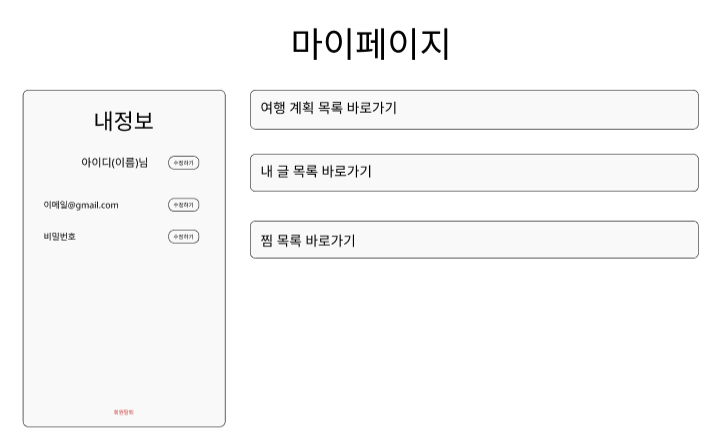 마이페이지
내정보
아이디(이름)님 수정하기
이메일@gmail.com 수정하기
비밀번호 수정하기
회원탈퇴
여행 계획 목록 바로가기
내 글 목록 바로가기
찜 목록 바로가기